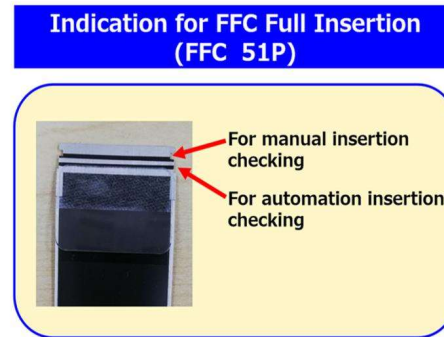 Indication for FFC Full Insertion
(FFC 51P)
For manual insertion
checking
For automation insertion
checking